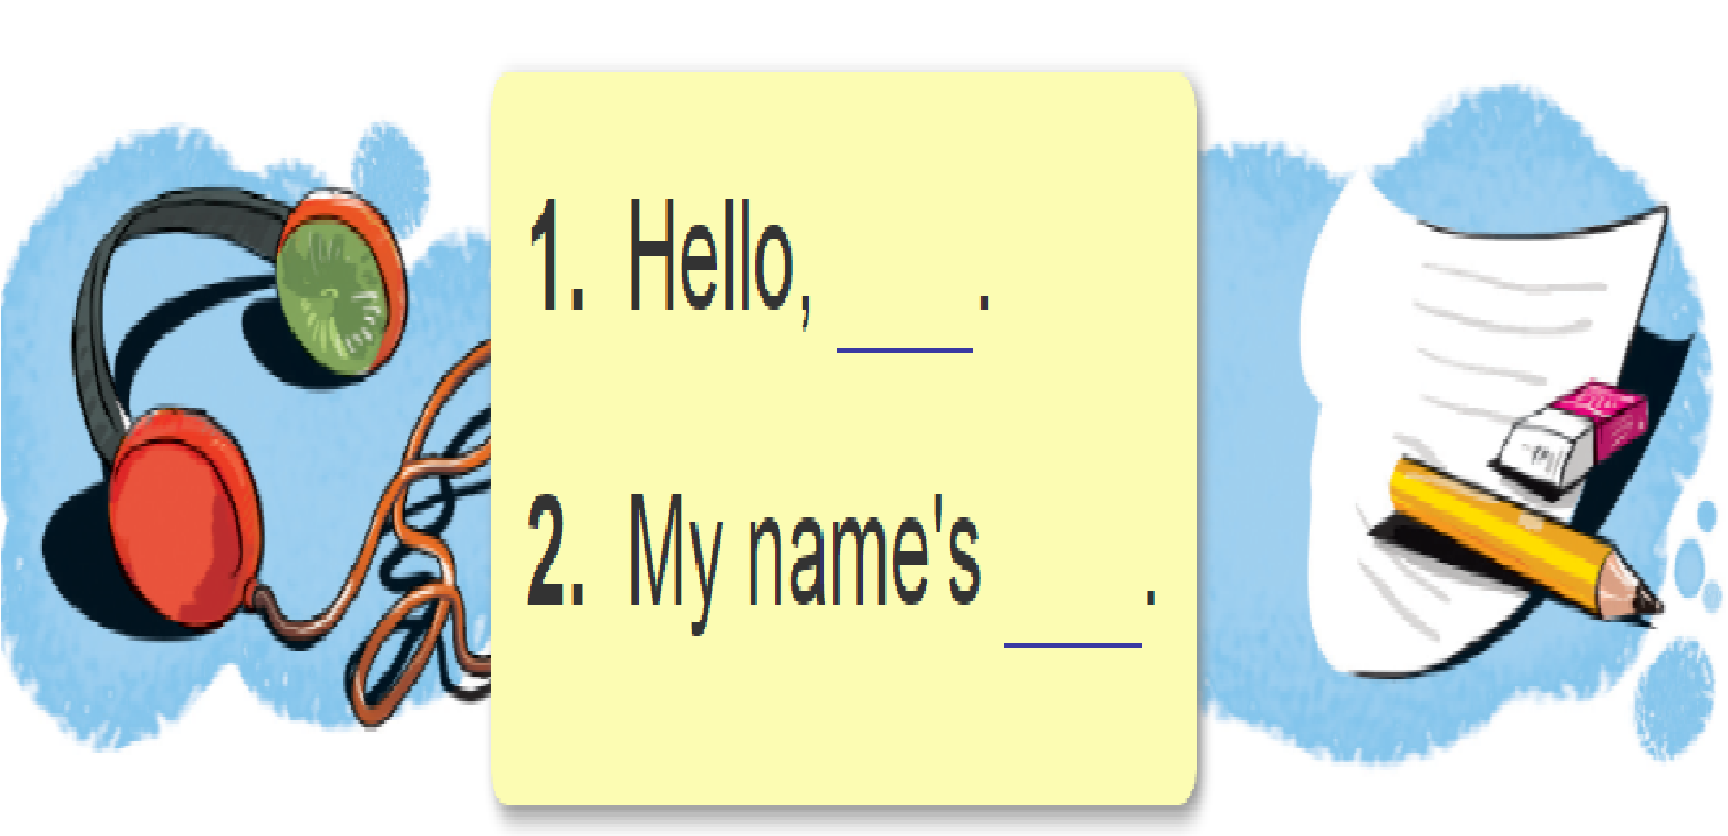 1. Hello, ___.
2. My name's ___.